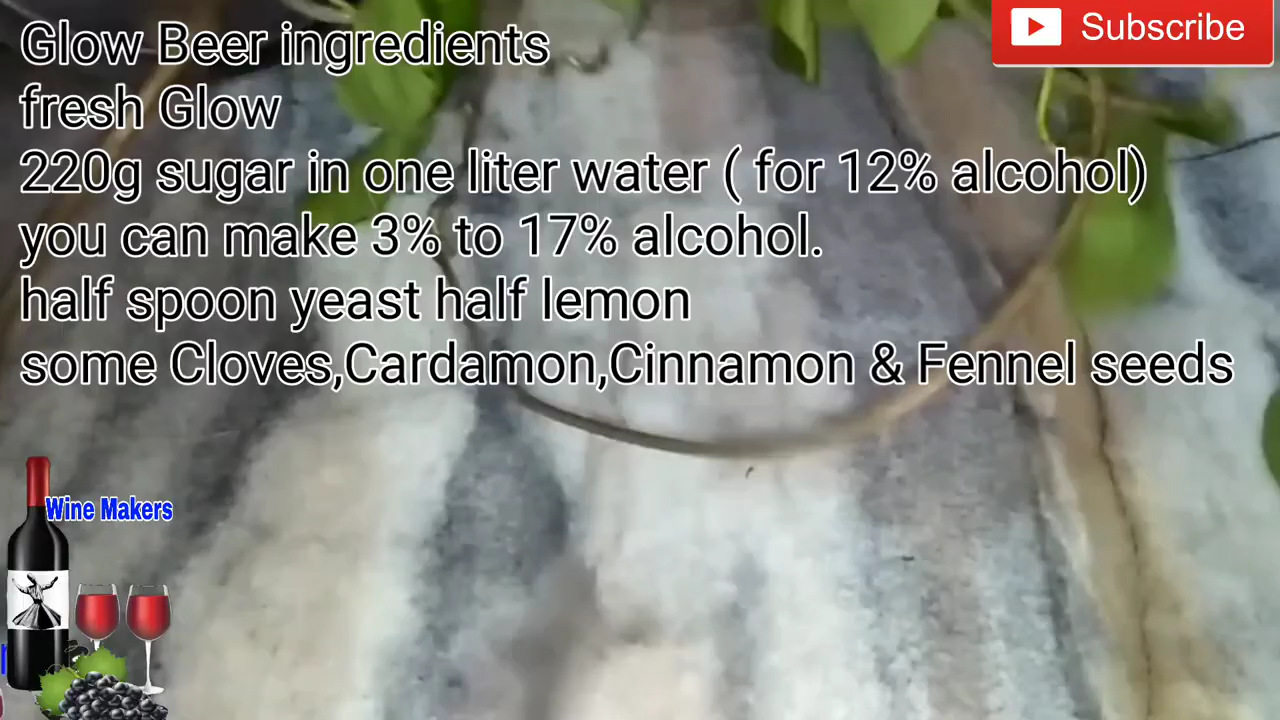 Glow Beer ingredients
Subscribe
fresh Glow
220g sugar in one liter water ( for 12% alcohol)
you can make 3% to 17% alcohol.
half spoon yeast half lemon
some Cloves,Cardamon,Cinnamon & Fennel seeds
Wine Makers